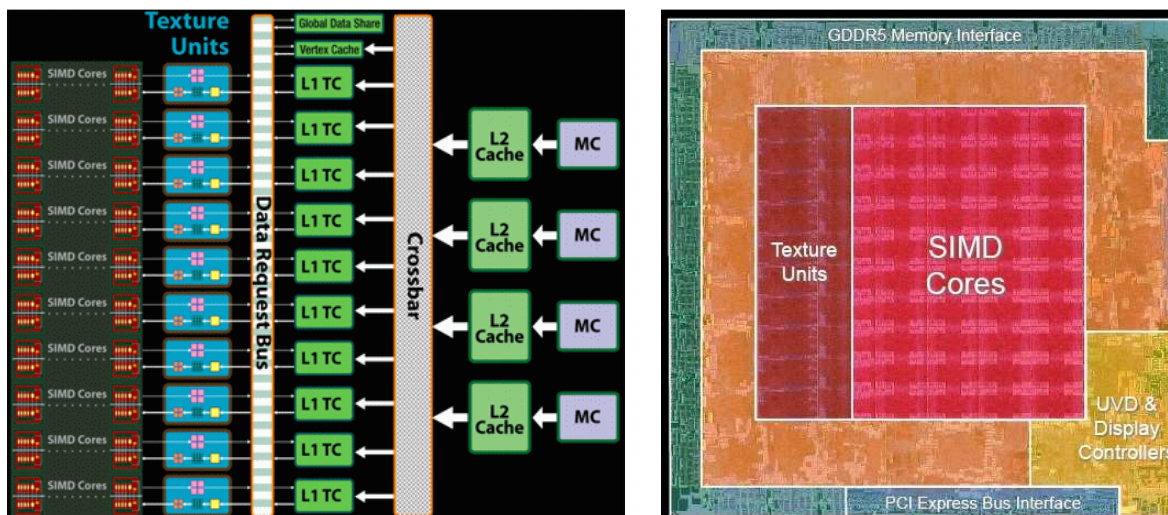 Texture
Units
Global Data Share
Vertex Cache
SIMD Cores
L1 TC
SIMD Cores
L1 TC
SIMD Cores
L1 TC
SIMD Cores
L1 TC
SIMD Cores
L1 TC
SIMD Cores
L1 TC
SIMD Cores
L1 TC
SIMD Cores
L1 TC
SIMD Cores
L1 TC
SIMD Cores
L1 TC
Data Request Bus
Crossbar
L2
Cache
MC
L2
Cache
MC
L2
Cache
MC
L2
Cache
MC
GDDR5 Memory Interface
Texture
Units
SIMD
Cores
UVD &
Display
Controllers
PCI Express Bus Interface